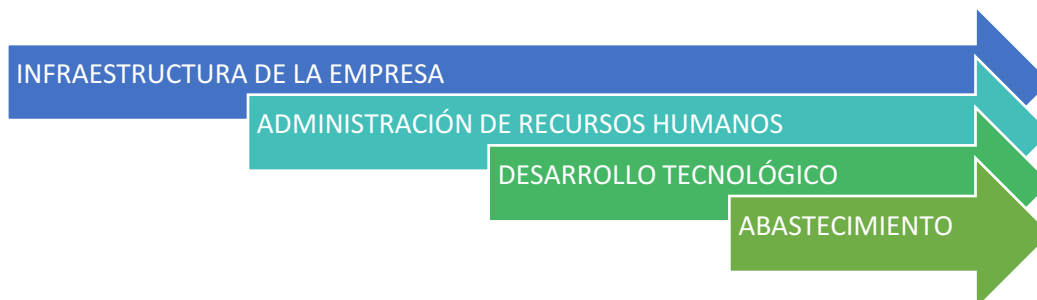 INFRAESTRUCTURA DE LA EMPRESA
ADMINISTRACIÓN DE RECURSOS HUMANOS
DESARROLLO TECNOLÓGICO
ABASTECIMIENTO